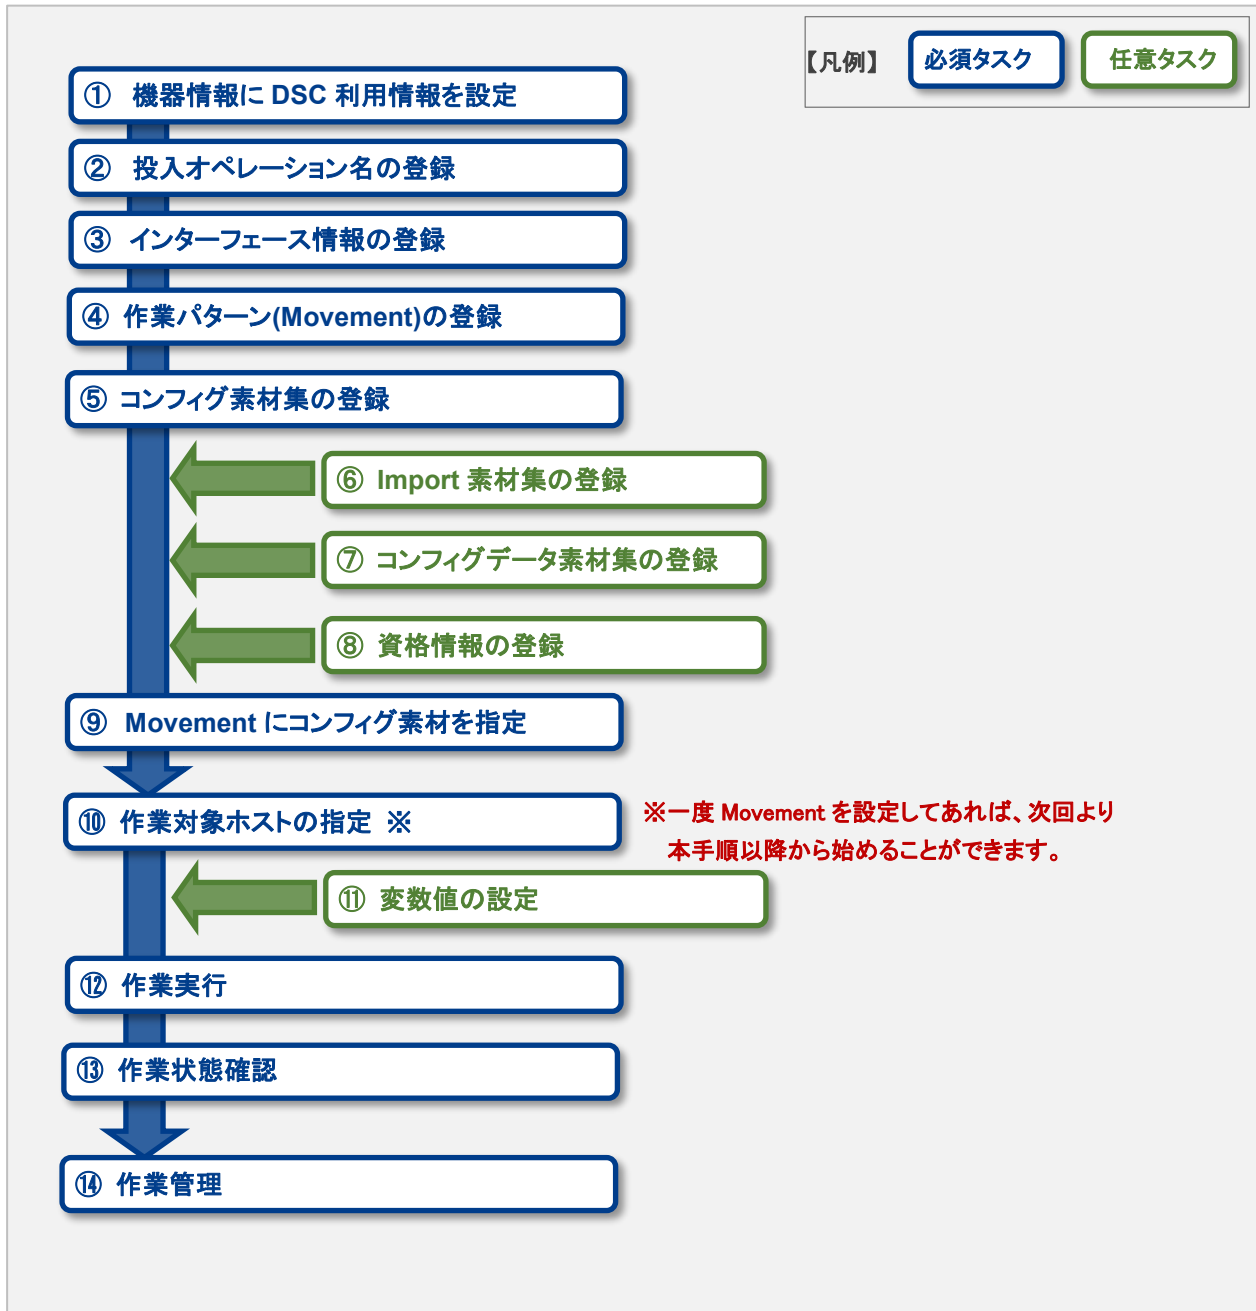 【凡例】 必須タスク 任意タスク
① 機器情報に DSC 利用情報を設定
② 投入オペレーション名の登録
③ インターフェース情報の登録
④ 作業パターン(Movement)の登録
⑤ コンフィグ素材集の登録
⑥ Import 素材集の登録
⑦ コンフィグデータ素材集の登録
⑧ 資格情報の登録
⑨ Movement にコンフィグ素材を指定
⑩ 作業対象ホストの指定 ※
※一度 Movement を設定してあれば、次回より
本手順以降から始めることができます。
⑪ 変数値の設定
⑫ 作業実行
⑬ 作業状態確認
⑭ 作業管理